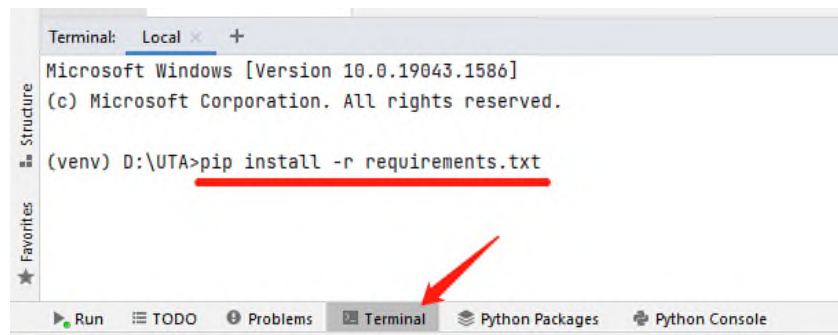 Terminal: Local × +
Microsoft Windows [Version 10.0.19043.1586]
(c) Microsoft Corporation. All rights reserved.
Structure
(venv) D:\UTA>pip install -r requirements.txt
Favorites
Run TODO Problems Terminal Python Packages Python Console